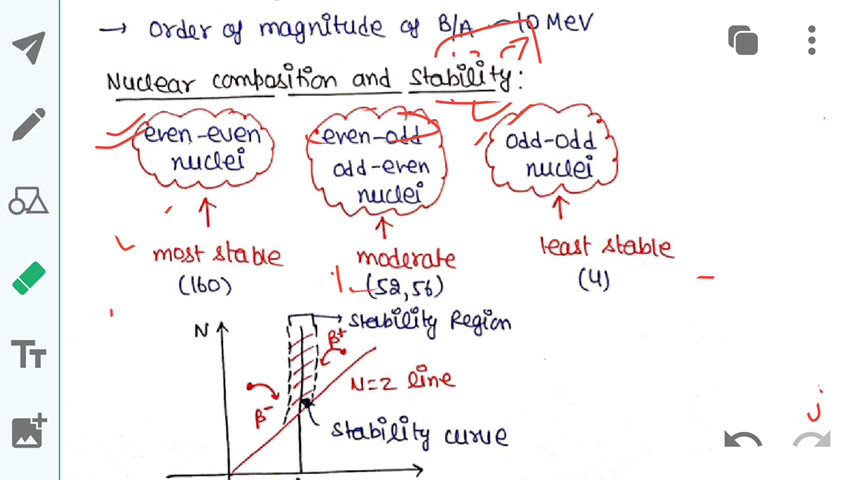 → order of magnitude of B/A ~ 10 MeV
Nuclear composition and stability:
even-even nuclei
even-odd
odd-even
nuclei
odd-odd
nuclei
most stable
(160)
moderate
(52,56)
least stable
(4)
N
Stability Region
β+
N=Z line
β-
Stability curve
Tт